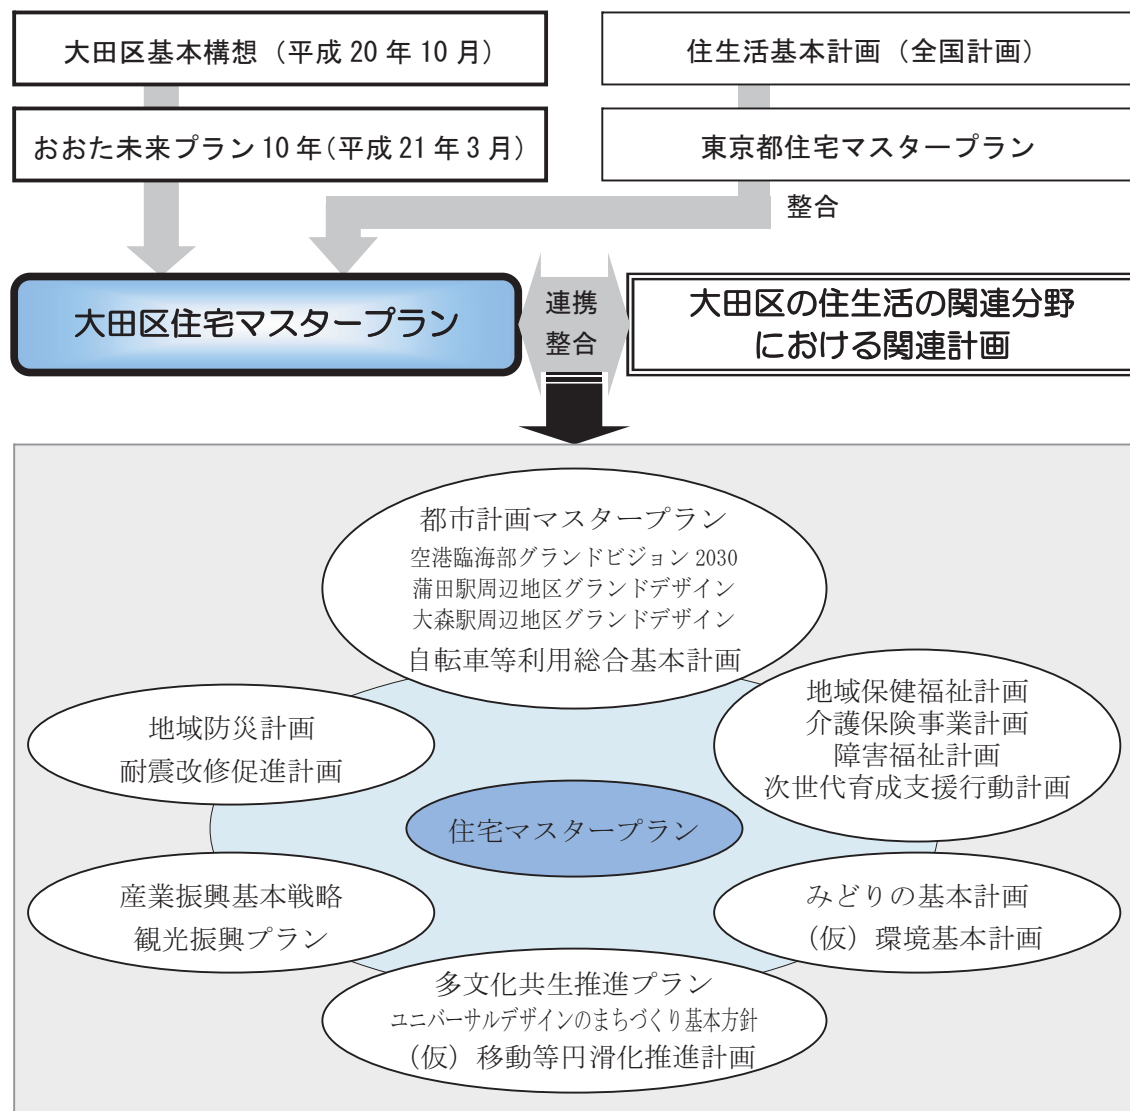 大田区基本構想（平成20年10月）
住生活基本計画（全国計画）
おおた未来プラン10年(平成21年3月)
東京都住宅マスタープラン
整合
大田区住宅マスタープラン
連携
整合
大田区の住生活の関連分野
における関連計画
都市計画マスタープラン
空港臨海部グランドビジョン2030
蒲田駅周辺地区グランドデザイン
大森駅周辺地区グランドデザイン
自転車等利用総合基本計画
地域保健福祉計画
介護保険事業計画
障害福祉計画
次世代育成支援行動計画
地域防災計画
耐震改修促進計画
住宅マスタープラン
産業振興基本戦略
観光振興プラン
みどりの基本計画
（仮）環境基本計画
多文化共生推進プラン
ユニバーサルデザインのまちづくり基本方針
（仮）移動等円滑化推進計画